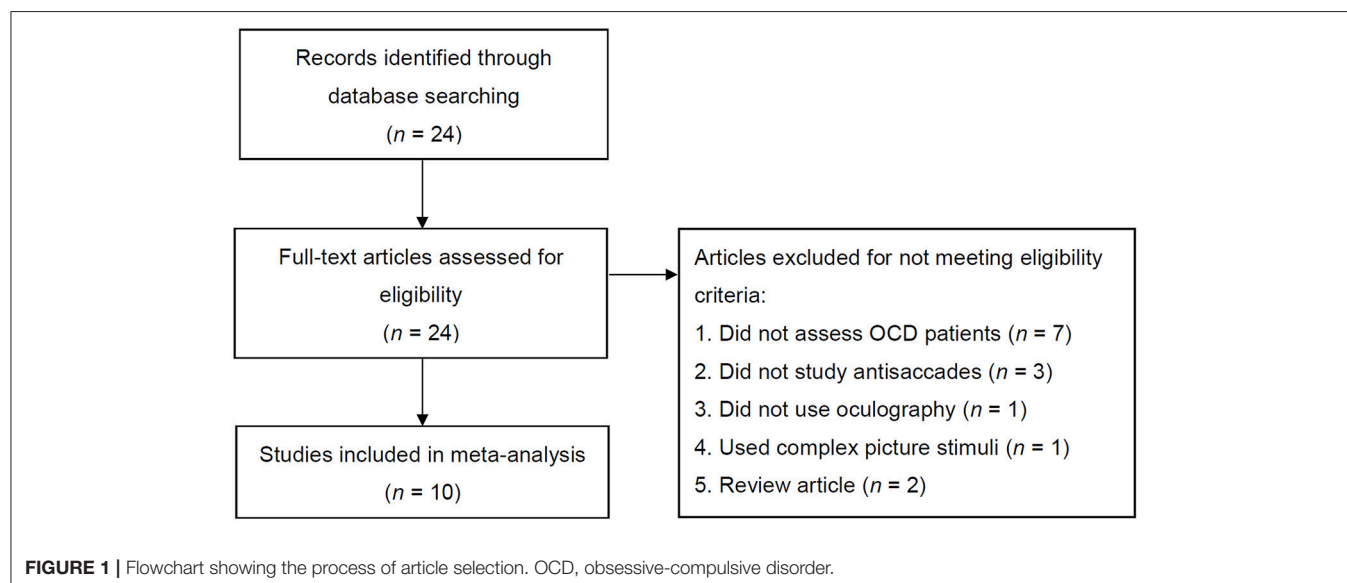 Records identified through
database searching
(n = 24)
Full-text articles assessed for
eligibility
(n = 24)
Articles excluded for not meeting eligibility
criteria:
1. Did not assess OCD patients (n = 7)
2. Did not study antisaccades (n = 3)
3. Did not use oculography (n = 1)
4. Used complex picture stimuli (n = 1)
5. Review article (n = 2)
Studies included in meta-analysis
(n = 10)
FIGURE 1 | Flowchart showing the process of article selection. OCD, obsessive-compulsive disorder.